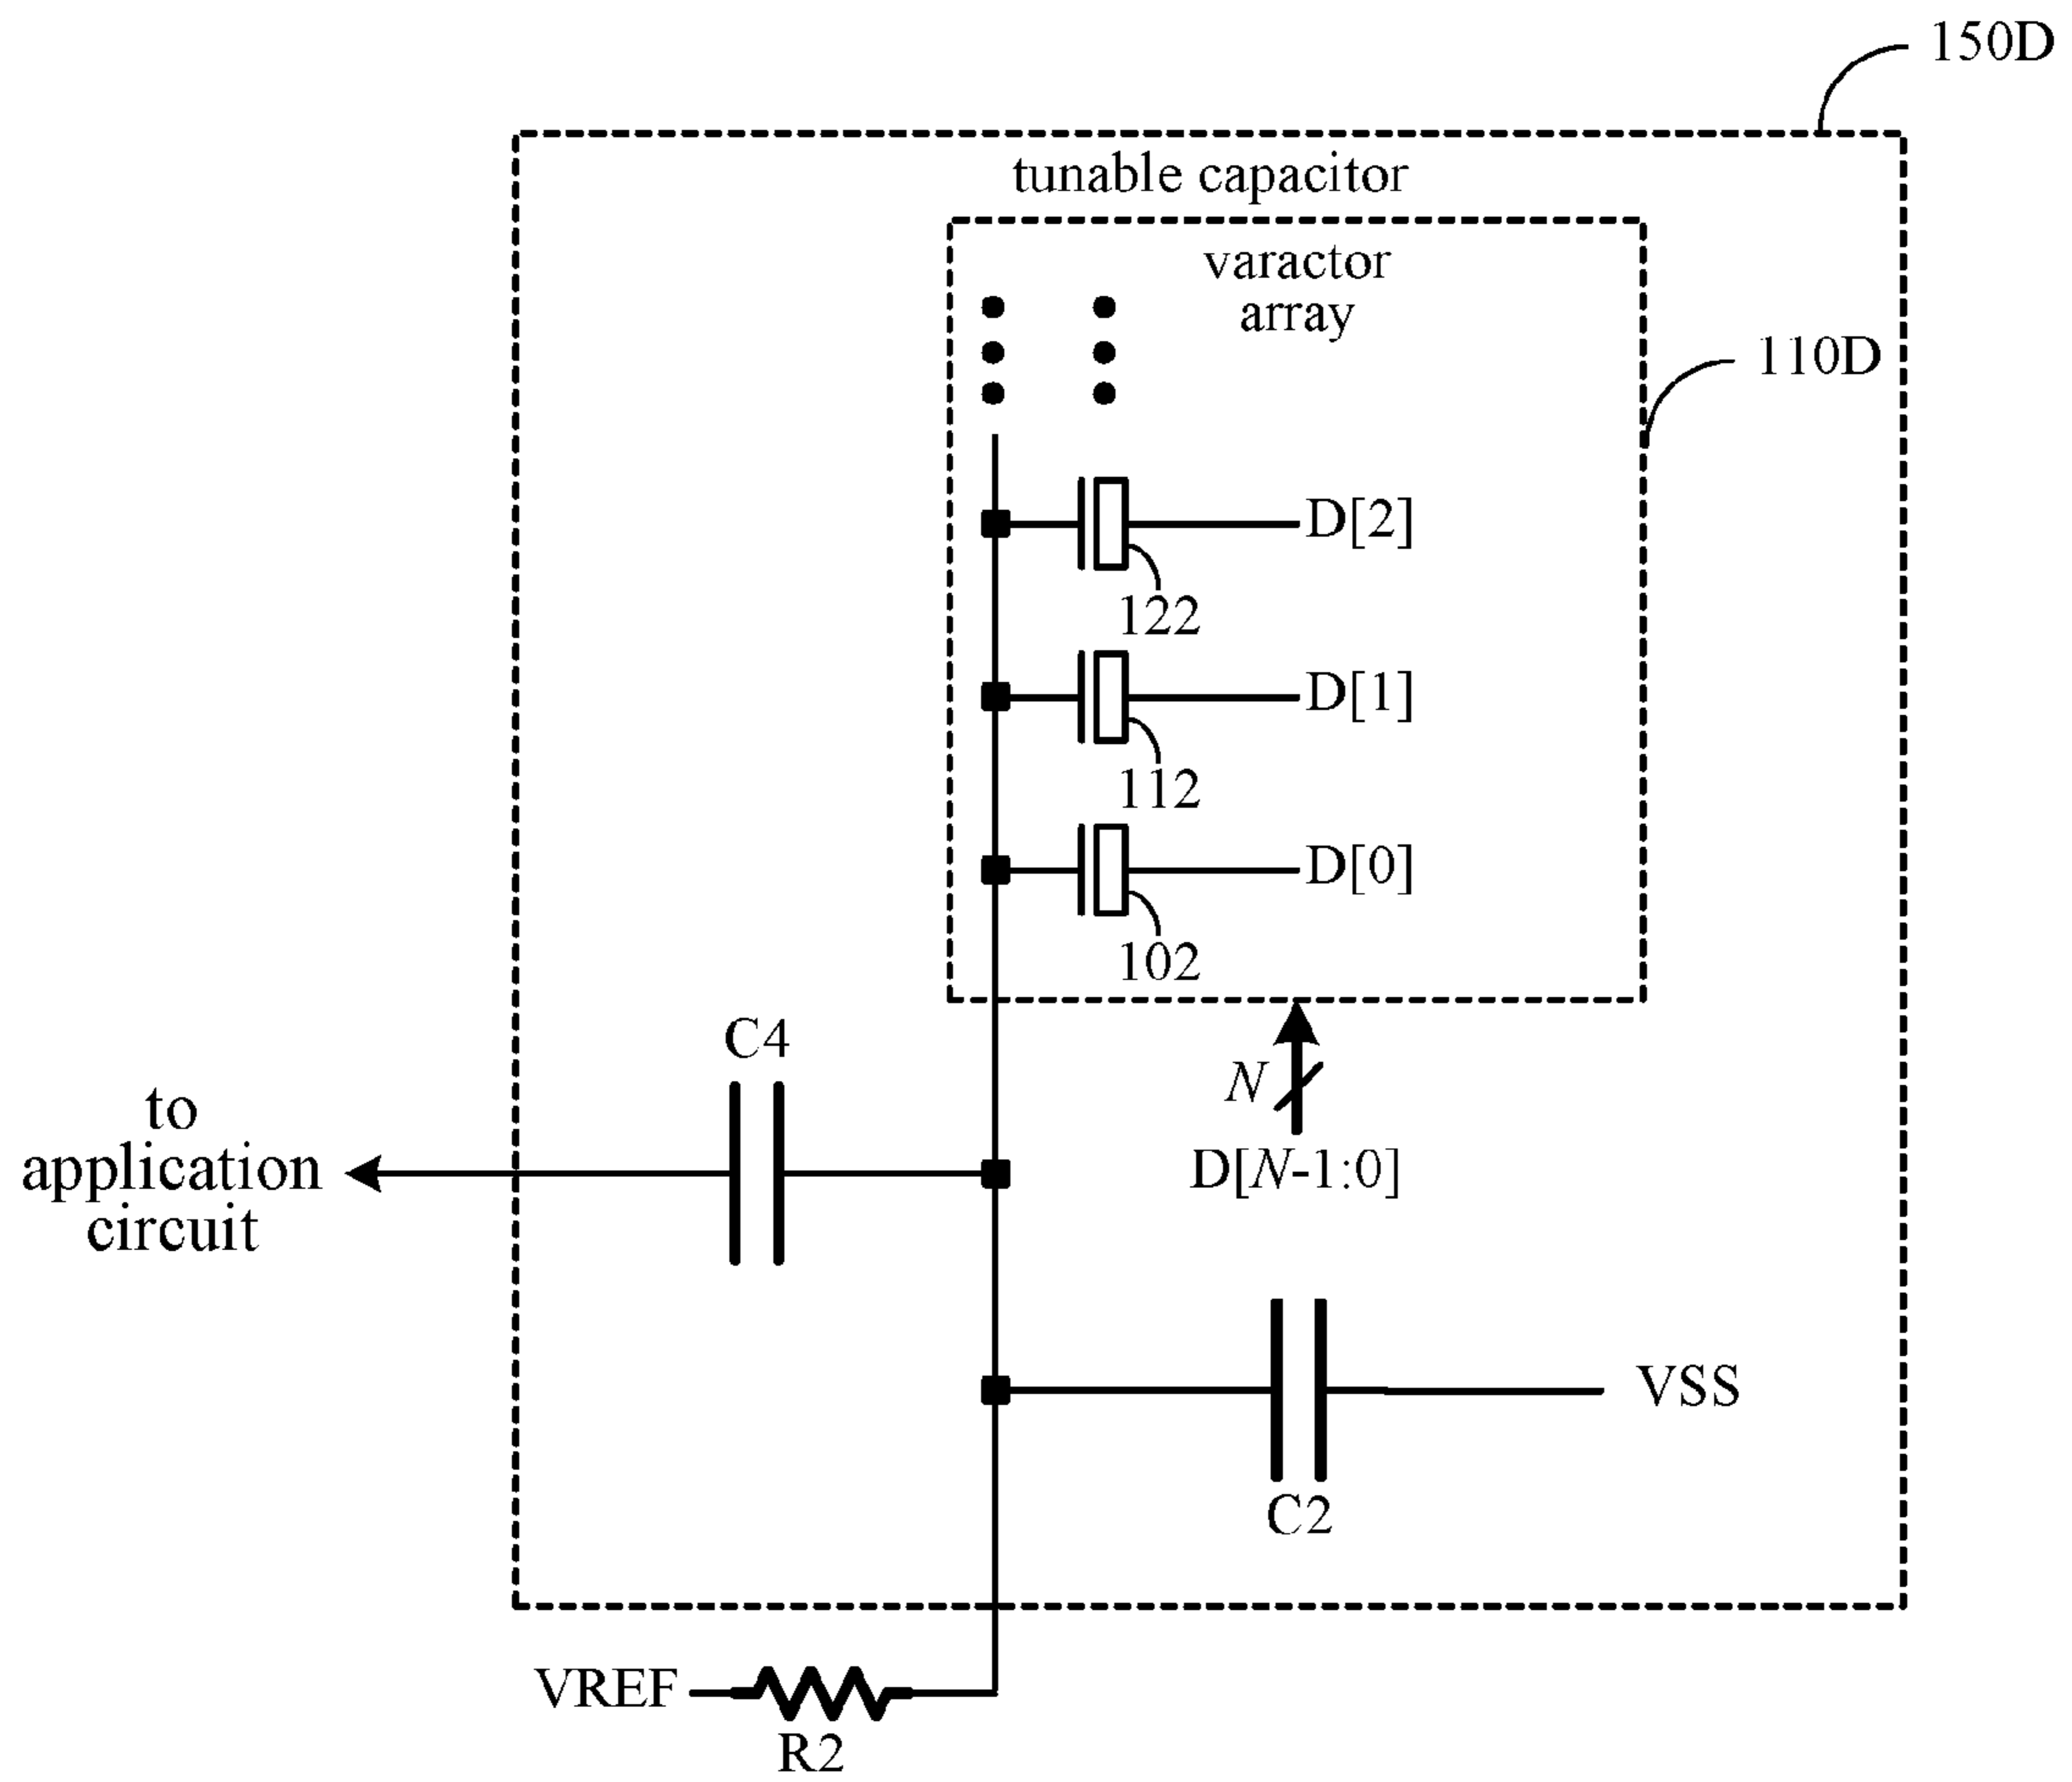 150D
tunable capacitor
varactor
array
110D
D[2]
122
D[1]
112
D[0]
102
C4
N
to
application
circuit
D[N-1:0]
VSS
C2
VREF
R2